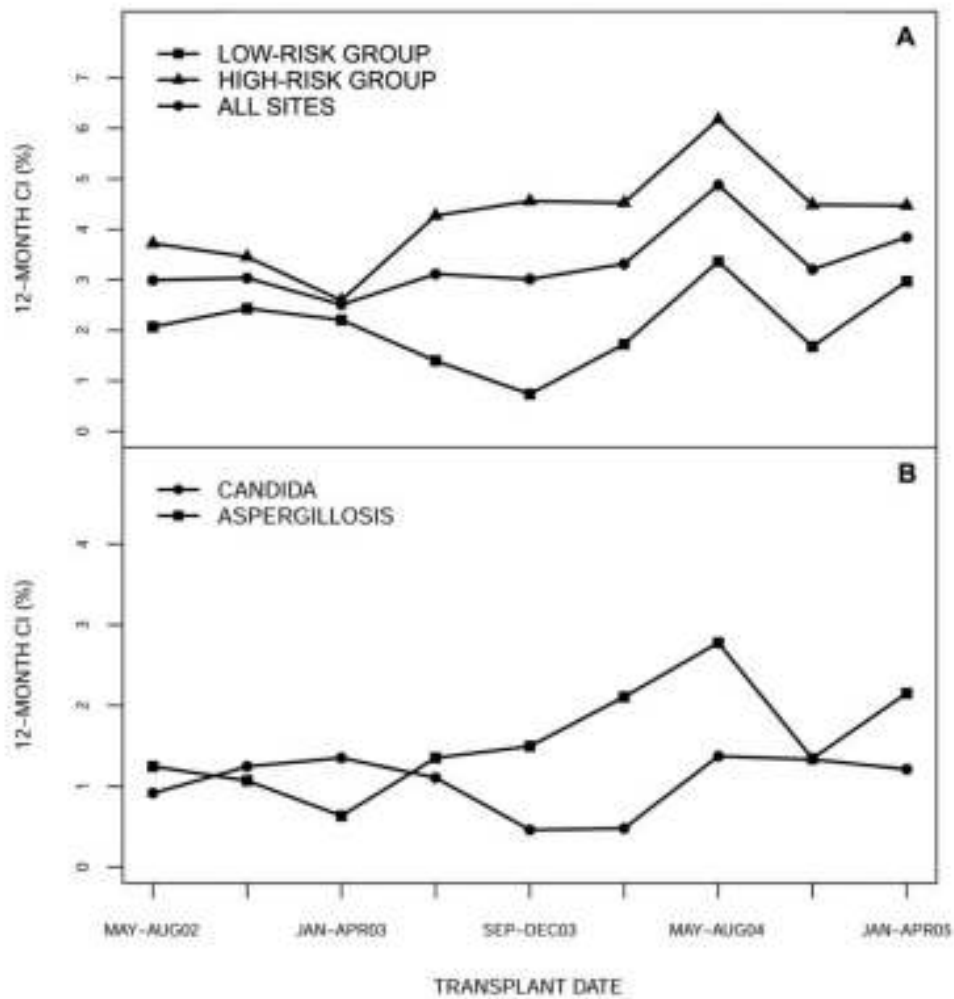 A
LOW-RISK GROUP
HIGH-RISK GROUP
ALL SITES
12-MONTH CI (%)
7
6
5
4
3
2
1
0
B
CANDIDA
ASPERGILLOSIS
12-MONTH CI (%)
4
3
2
1
0
MAY-AUG02 JAN-APR03 SEP-DEC03 MAY-AUG04 JAN-APR05
TRANSPLANT DATE